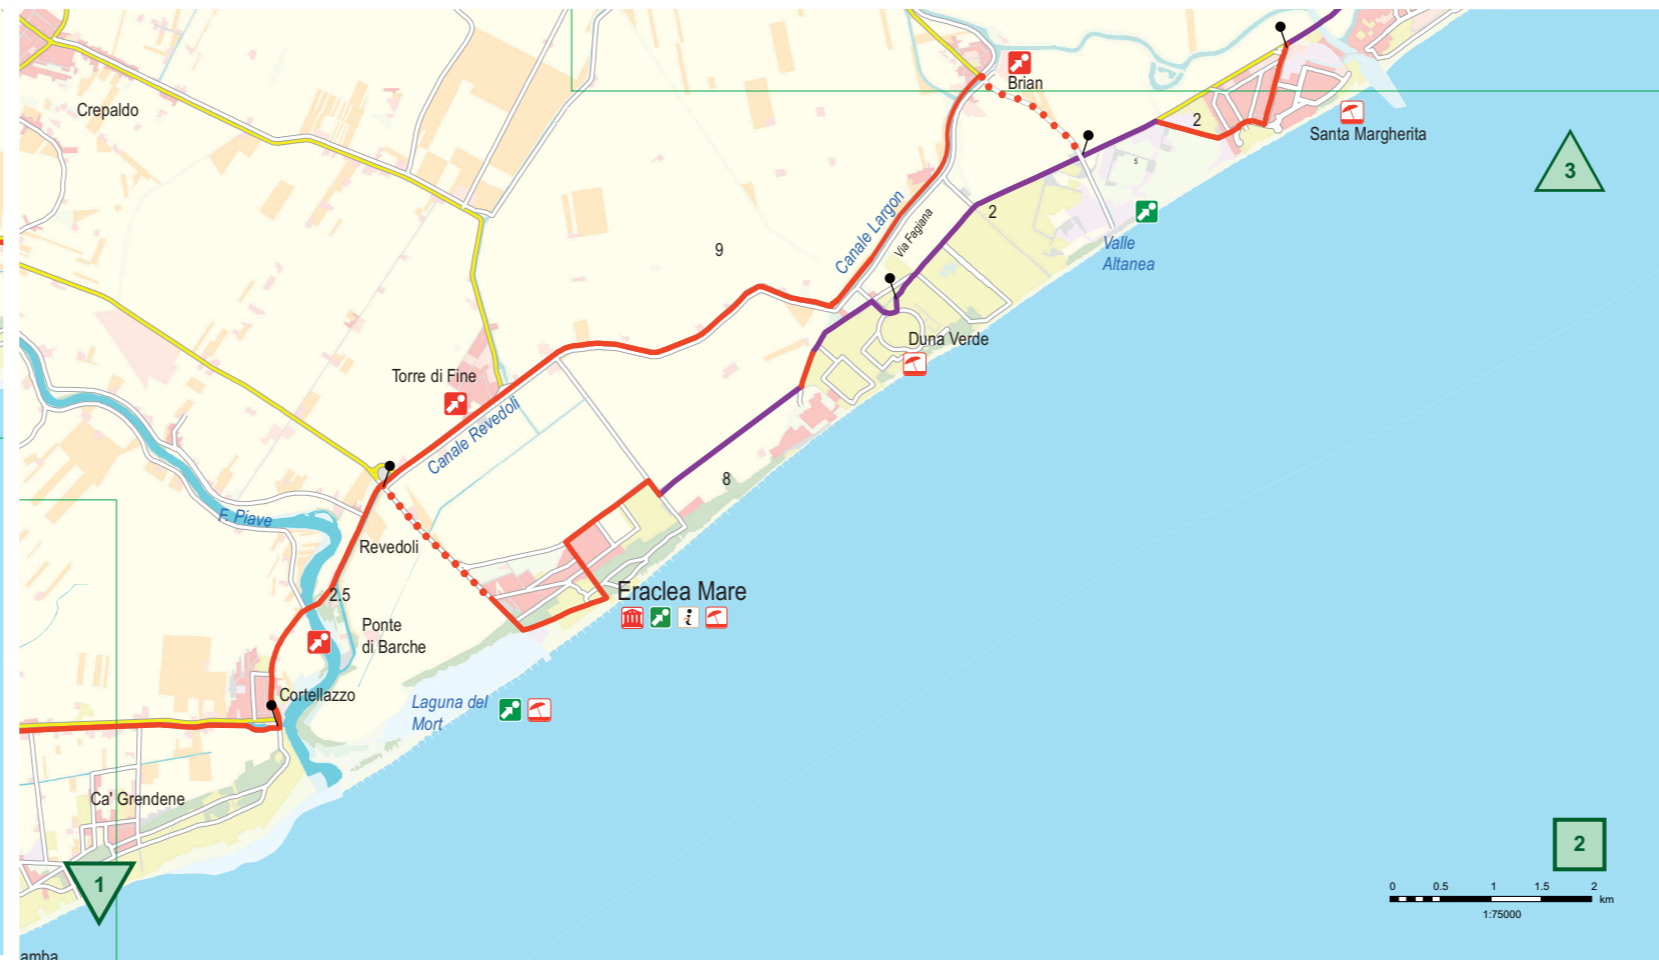 Crepaldo
Brian
2
Santa Margherita
5
3
Canale Largon
Via Fagiana
2
Valle
Altanea
9
Duna Verde
Torre di Fine
Canale Revedoli
8
F. Piave
Revedoli
2.5
Eraclea Mare
i
Ponte
di Barche
Cortellazzo
Laguna del
Mort
Ca' Grendene
1
2
0 0.5 1 1.5 2
km
1:75000
amba